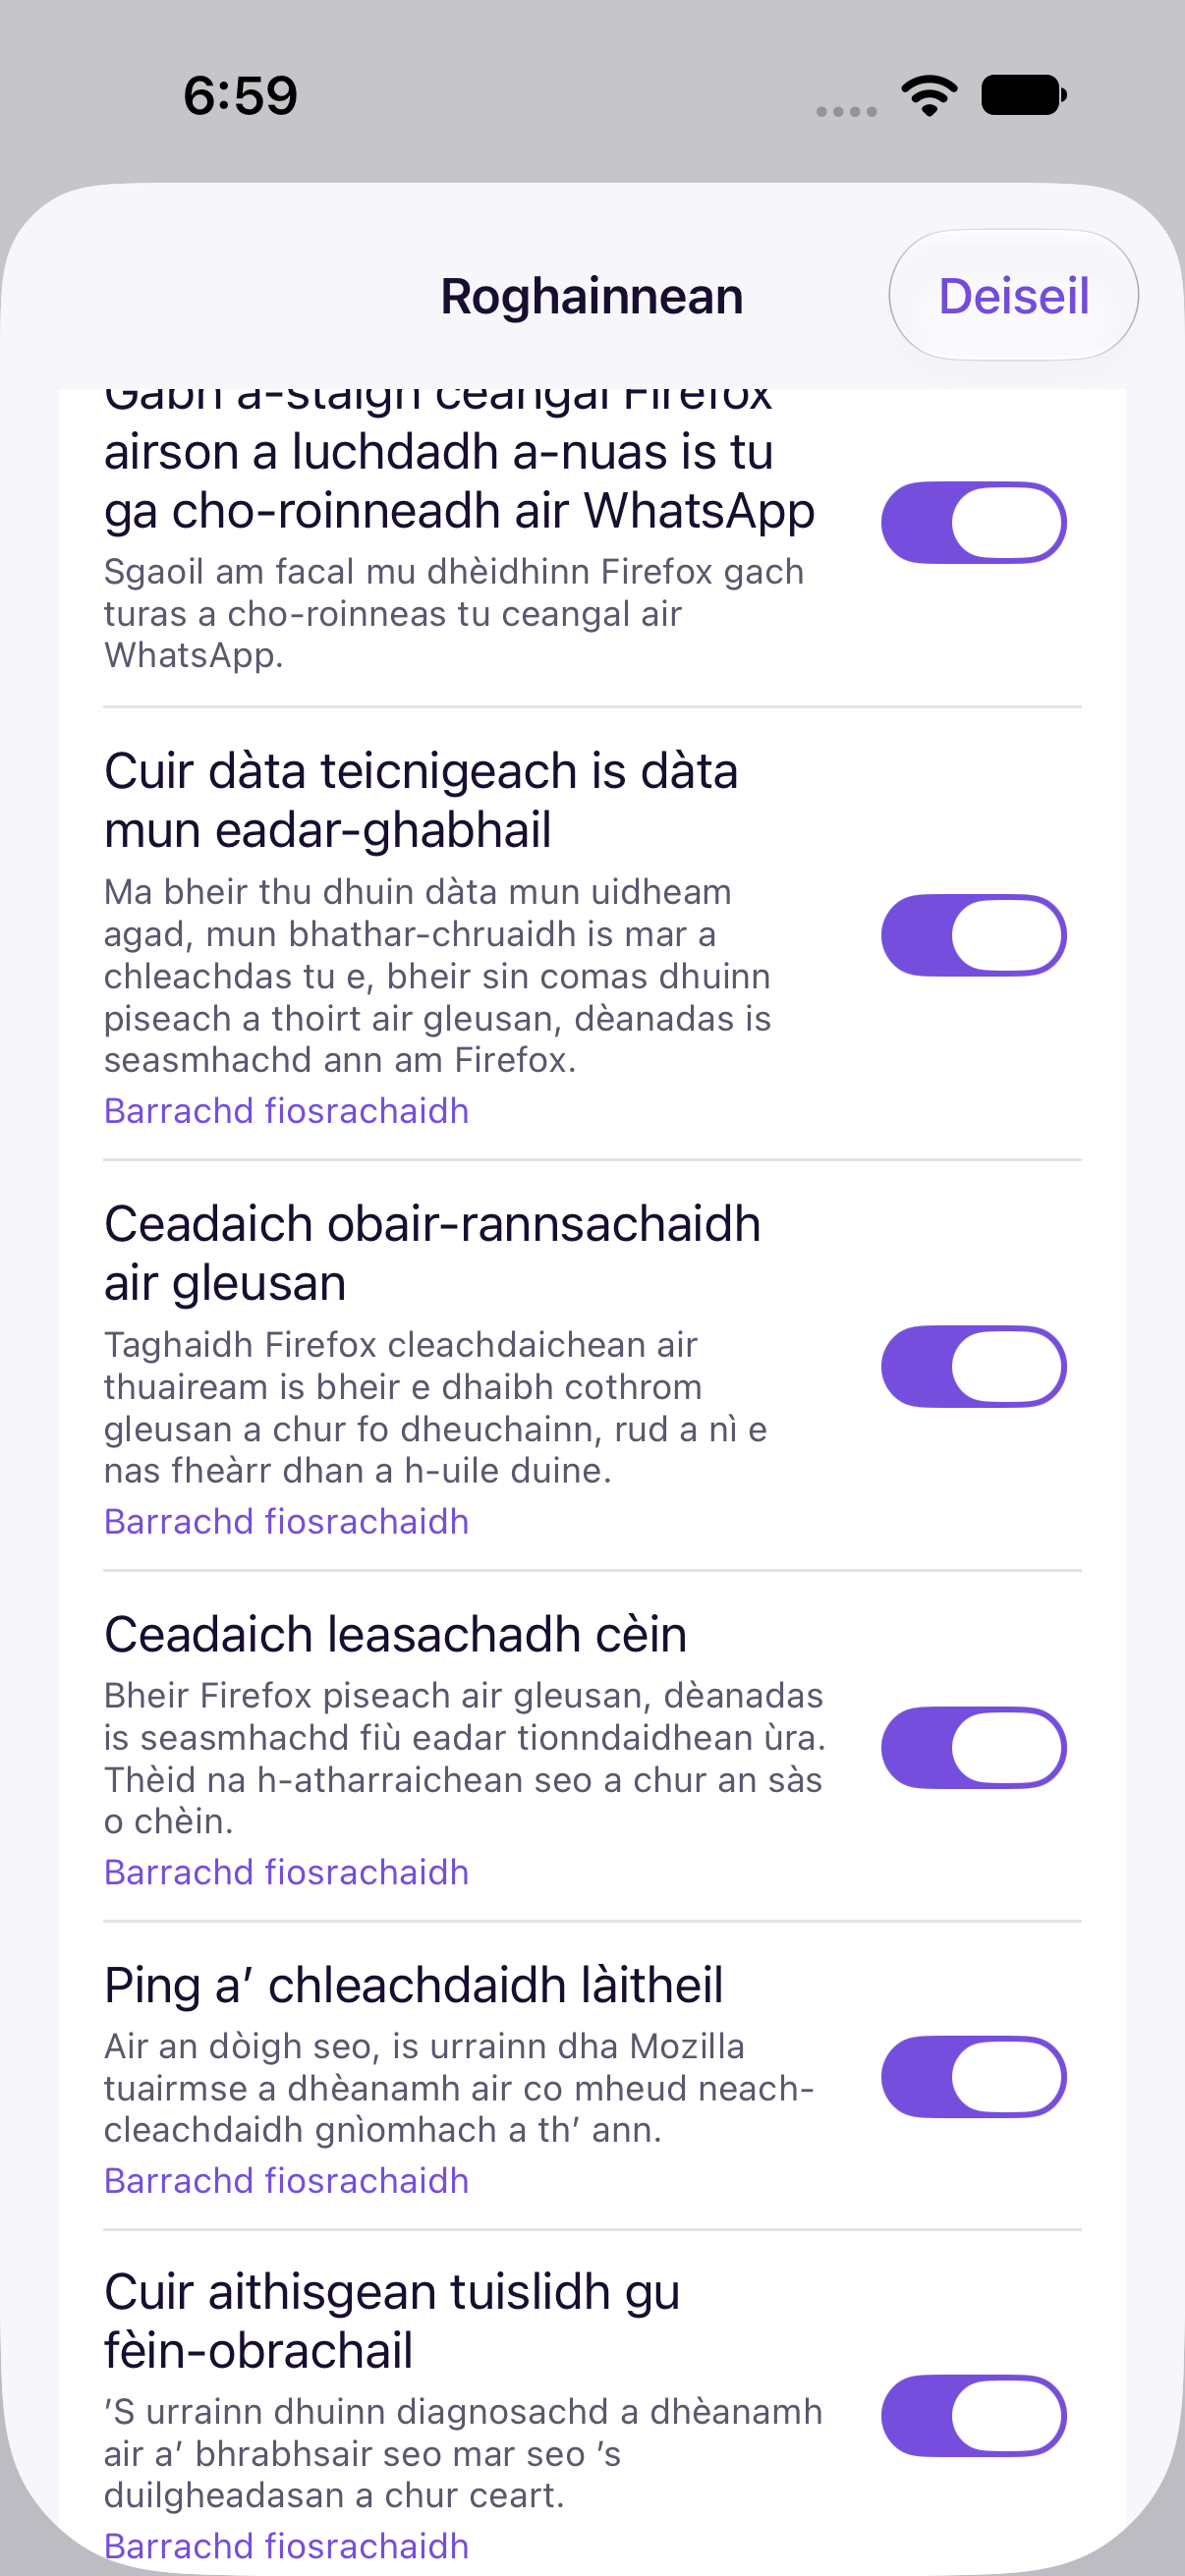 6:59
Roghainnean
Deiseil
Gabh a-staigh ceangal Firefox
airson a luchdadh a-nuas is tu
ga cho-roinneadh air WhatsApp
Sgaoil am facal mu dhèidhinn Firefox gach
turas a cho-roinneas tu ceangal air
WhatsApp.
Cuir dàta teicnigeach is dàta
mun eadar-ghabhail
Ma bheir thu dhuin dàta mun uidheam
agad, mun bhathar-chruaidh is mar a
chleachdas tu e, bheir sin comas dhuinn
piseach a thoirt air gleusan, dèanadas is
seasmhachd ann am Firefox.
Barrachd fiosrachaidh
Ceadaich obair-rannsachaidh
air gleusan
Taghaidh Firefox cleachdaichean air
thuaiream is bheir e dhaibh cothrom
gleusan a chur fo dheuchainn, rud a nì e
nas fheàrr dhan a h-uile duine.
Barrachd fiosrachaidh
Ceadaich leasachadh cèin
Bheir Firefox piseach air gleusan, dèanadas
is seasmhachd fiù eadar tionndaidhean ùra.
Thèid na h-atharraichean seo a chur an sàs
o chèin.
Barrachd fiosrachaidh
Ping a’ chleachdaidh làitheil
Air an dòigh seo, is urrainn dha Mozilla
tuairmse a dhèanamh air co mheud neach-
cleachdaidh gnìomhach a th’ ann.
Barrachd fiosrachaidh
Cuir aithisgean tuislidh gu
fèin-obrachail
’S urrainn dhuinn diagnosachd a dhèanamh
air a’ bhrabhsair seo mar seo ’s
duilgheadasan a chur ceart.
Barrachd fiosrachaidh